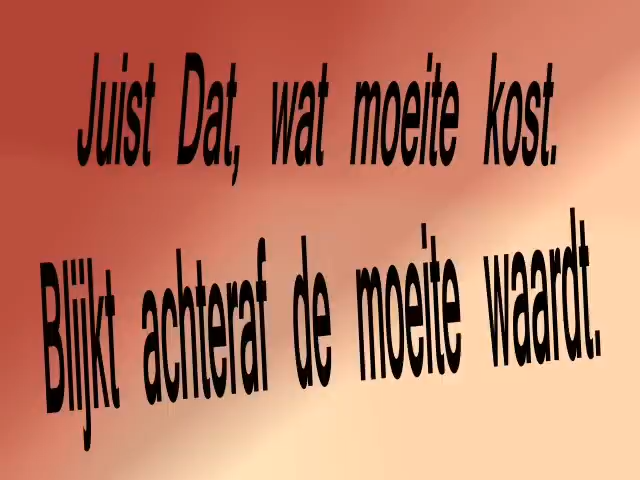 Juist Dat, wat moeite kost.
Blijkt achteraf de moeite waardt.